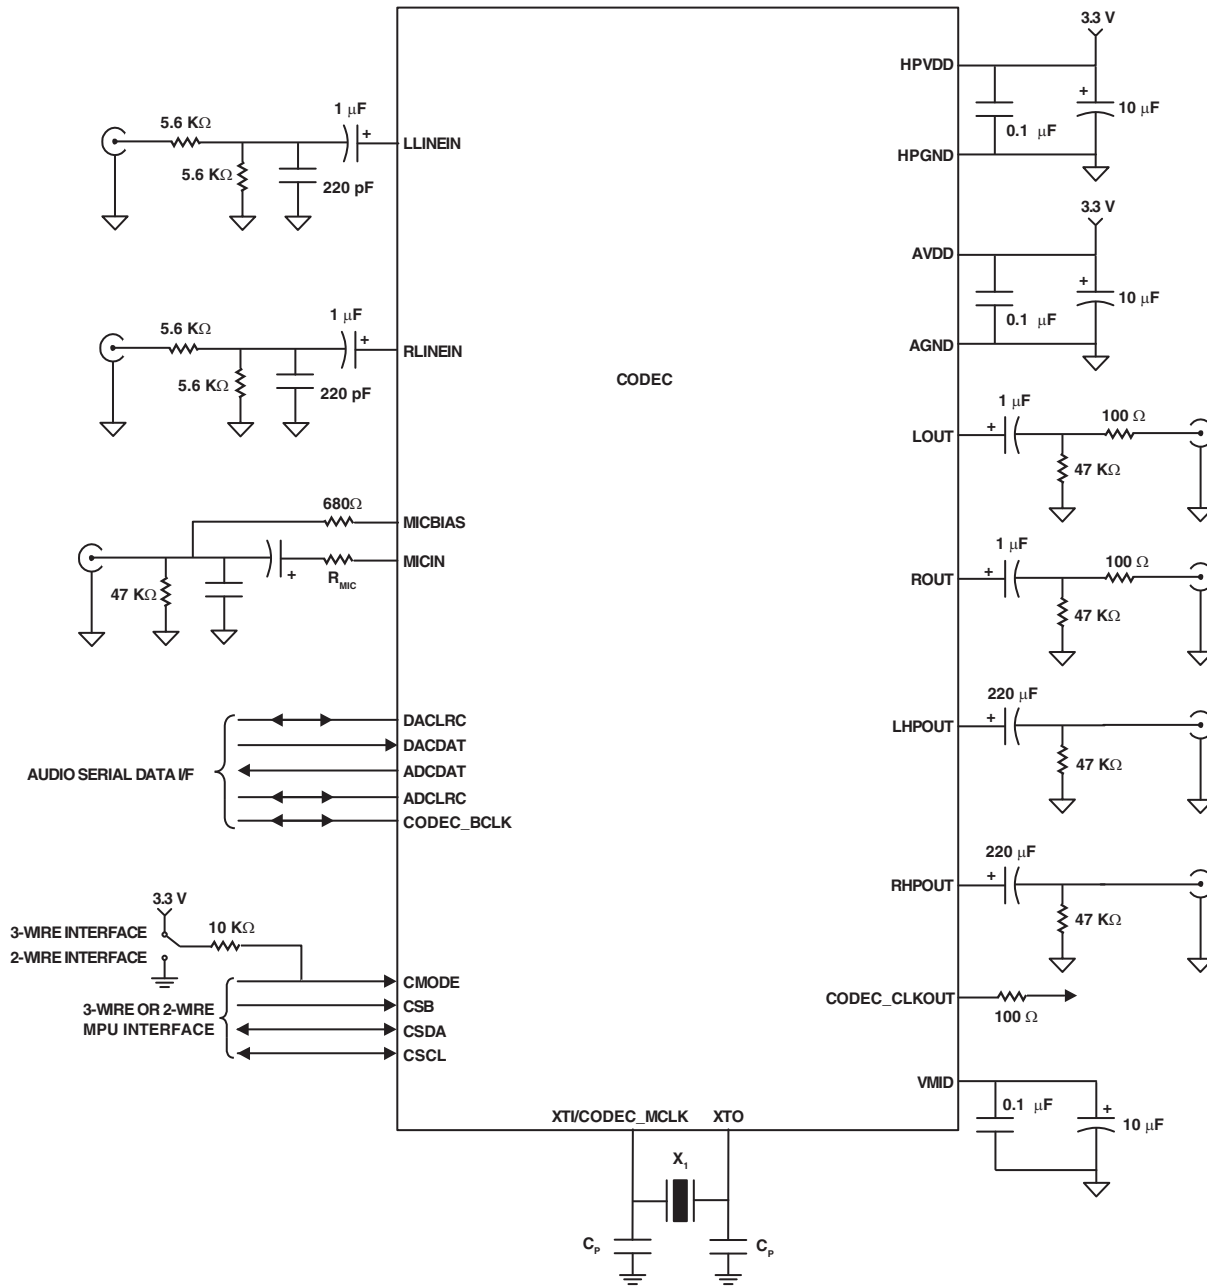 3.3 V
HPVDD
+
10 μF
0.1 μF
HPGND
1 μF
5.6 KΩ
+
LLINEIN
5.6 KΩ
220 pF
3.3 V
AVDD
+
10 μF
0.1 μF
AGND
1 μF
5.6 KΩ
+
RLINEIN
5.6 KΩ
220 pF
CODEC
1 μF
100 Ω
LOUT
+
47 KΩ
680Ω
MICBIAS
MICIN
+
R_MIC
47 KΩ
1 μF
100 Ω
ROUT
+
47 KΩ
220 μF
LHPOUT
+
47 KΩ
AUDIO SERIAL DATA I/F
DACLRC
DACDAT
ADCDAT
ADCLRC
CODEC_BCLK
220 μF
RHPOUT
+
47 KΩ
3.3 V
3-WIRE INTERFACE
10 KΩ
2-WIRE INTERFACE
3-WIRE OR 2-WIRE
MPU INTERFACE
CMODE
CSB
CSDA
CSCL
CODEC_CLKOUT
100 Ω
VMID
0.1 μF
+
10 μF
XTI/CODEC_MCLK
XTO
X1
CP
CP